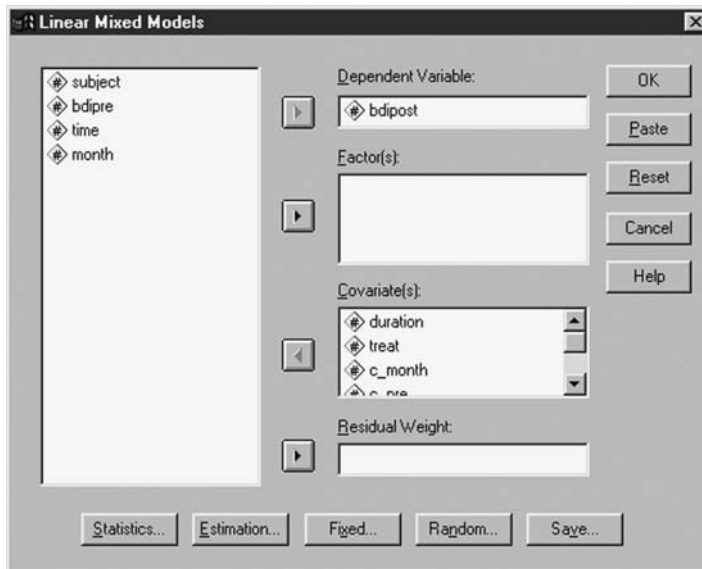 Linear Mixed Models
subject
bdipre
time
month
Dependent Variable:
bdipost
Factor(s):
Covariate(s):
duration
treat
c_month
c_pre
Residual Weight:
OK
Paste
Reset
Cancel
Help
Statistics...
Estimation...
Fixed...
Random...
Save...